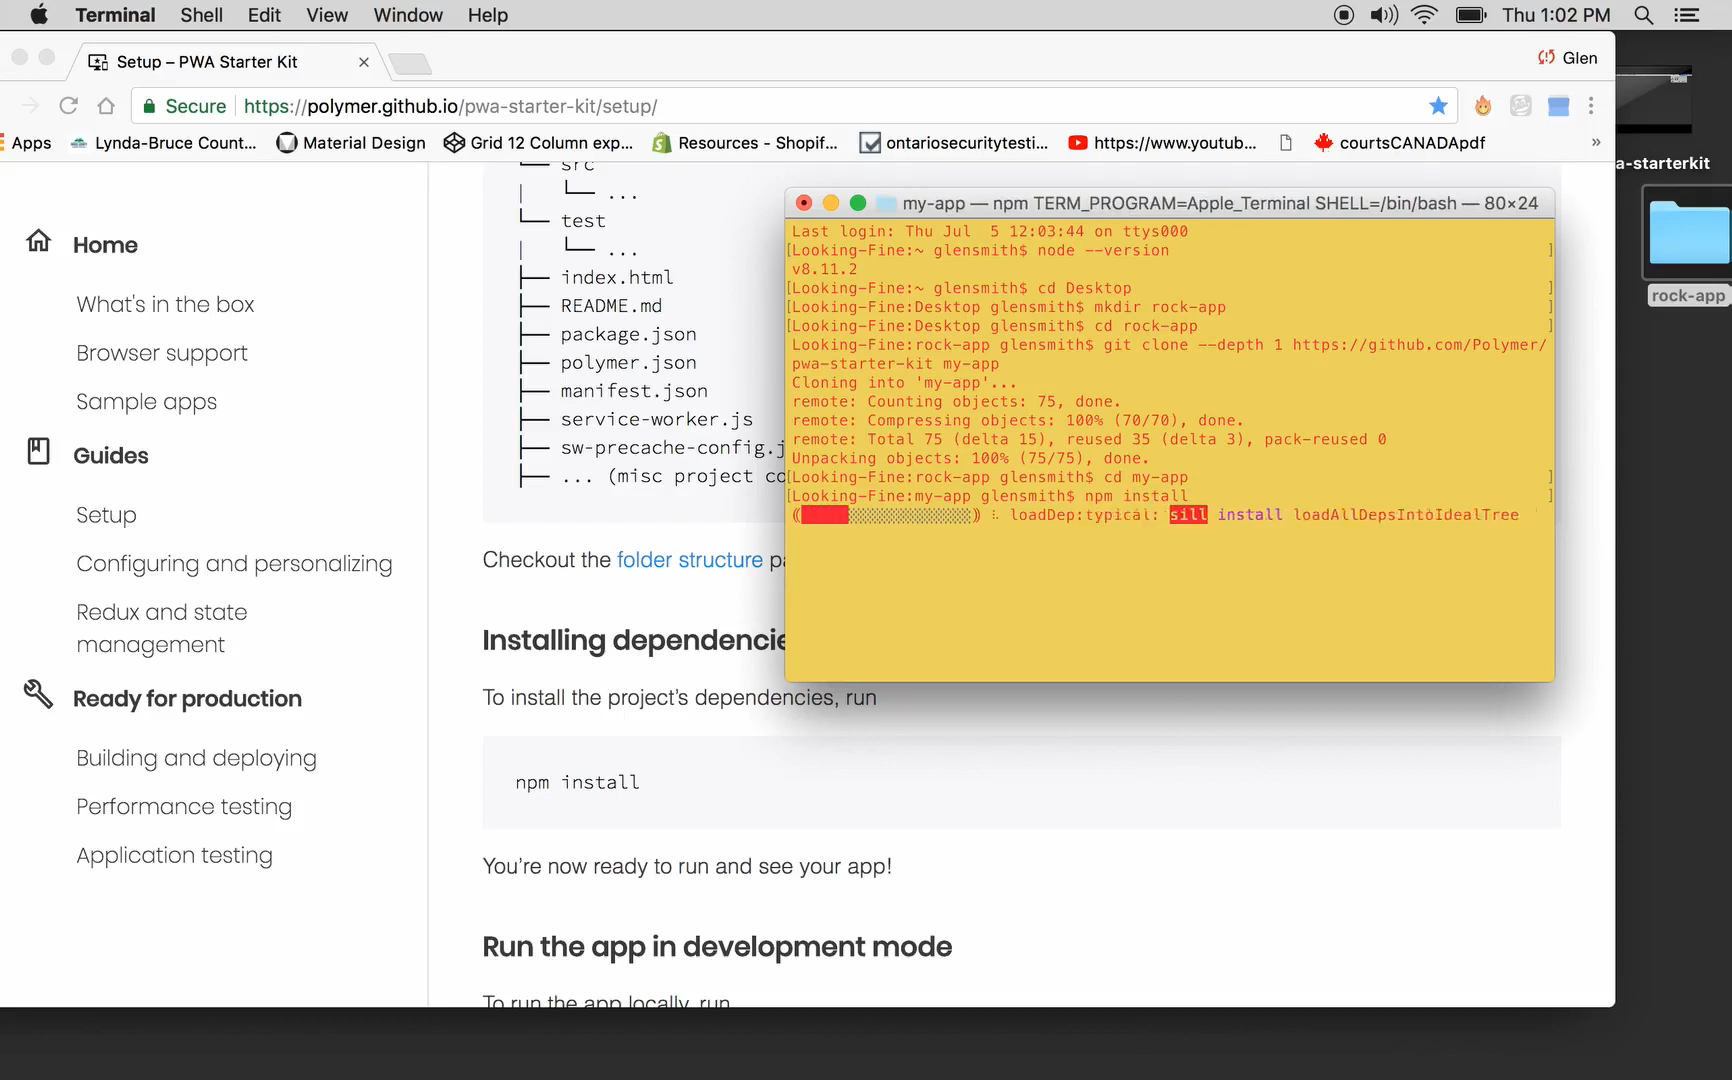 Terminal Shell Edit View Window Help Thu 1:02 PM
Setup – PWA Starter Kit Glen
Secure https://polymer.github.io/pwa-starter-kit/setup/
Apps Lynda-Bruce Count... Material Design Grid 12 Column exp... Resources - Shopif... ontariosecuritytesti... https://www.youtub... courtsCANADApdf »
a-starterkit
rock-app
Home
What's in the box
Browser support
Sample apps
Guides
Setup
Configuring and personalizing
Redux and state
management
Ready for production
Building and deploying
Performance testing
Application testing
└── src
│ └── ...
└── test
│ └── ...
├── index.html
├── README.md
├── package.json
├── polymer.json
├── manifest.json
├── service-worker.js
├── sw-precache-config.j
├── ... (misc project co
Checkout the folder structure pa
Installing dependencie
To install the project's dependencies, run
npm install
You're now ready to run and see your app!
Run the app in development mode
To run the app locally, run
my-app — npm TERM_PROGRAM=Apple_Terminal SHELL=/bin/bash — 80×24
Last login: Thu Jul  5 12:03:44 on ttys000
[Looking-Fine:~ glensmith$ node --version ]
v8.11.2
[Looking-Fine:~ glensmith$ cd Desktop ]
[Looking-Fine:Desktop glensmith$ mkdir rock-app ]
[Looking-Fine:Desktop glensmith$ cd rock-app ]
Looking-Fine:rock-app glensmith$ git clone --depth 1 https://github.com/Polymer/
pwa-starter-kit my-app
Cloning into 'my-app'...
remote: Counting objects: 75, done.
remote: Compressing objects: 100% (70/70), done.
remote: Total 75 (delta 15), reused 35 (delta 3), pack-reused 0
Unpacking objects: 100% (75/75), done.
[Looking-Fine:rock-app glensmith$ cd my-app ]
[Looking-Fine:my-app glensmith$ npm install ]
loadDep:typical: sill install loadAllDepsIntoIdealTree